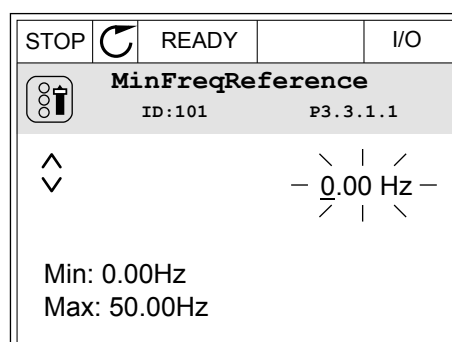 STOP READY I/O
MinFreqReference
ID:101 P3.3.1.1
0.00 Hz
Min: 0.00Hz
Max: 50.00Hz